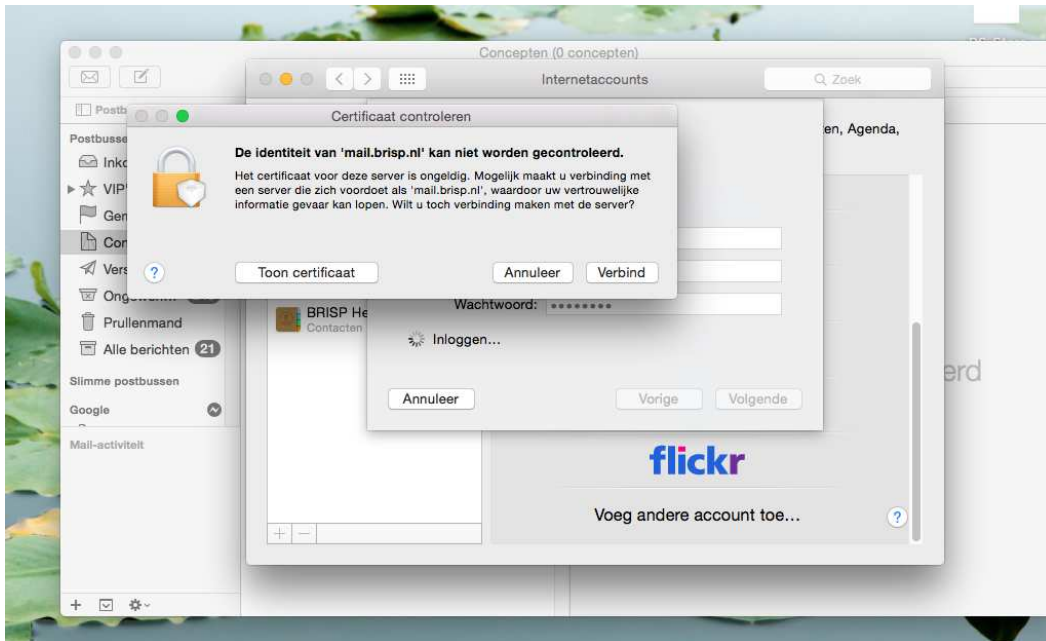 Concepten (0 concepten)
Internetaccounts
Zoek
Certificaat controleren
De identiteit van 'mail.brisp.nl' kan niet worden gecontroleerd.
Het certificaat voor deze server is ongeldig. Mogelijk maakt u verbinding met
een server die zich voordoet als 'mail.brisp.nl', waardoor uw vertrouwelijke
informatie gevaar kan lopen. Wilt u toch verbinding maken met de server?
?
Toon certificaat
Annuleer
Verbind
en, Agenda,
Postb
Postbusse
Inko
VIP'
Gem
Con
Vers
Prullenmand
Alle berichten 21
Slimme postbussen
Google
Mail-activiteit
BRISP He
Contacten
Wachtwoord:
Inloggen...
Annuleer
Vorige
Volgende
flickr
Voeg andere account toe...
?
erd